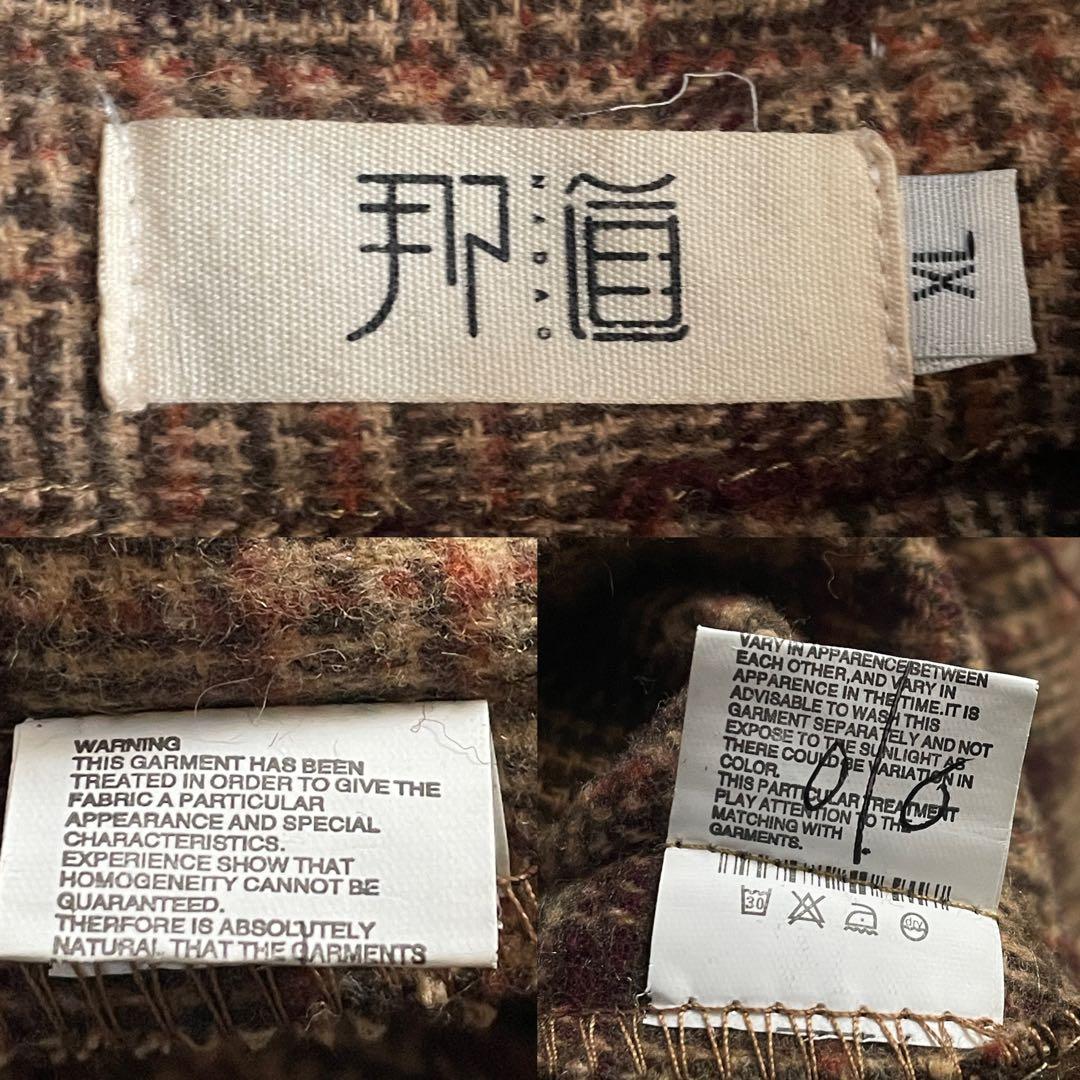 邦道
XL
WARNING
THIS GARMENT HAS BEEN
TREATED IN ORDER TO GIVE THE
FABRIC A PARTICULAR
APPEARANCE AND SPECIAL
CHARACTERISTICS.
EXPERIENCE SHOW THAT
HOMOGENEITY CANNOT BE
GUARANTEED.
THERFORE IS ABSOLUTELY
NATURAL THAT THE GARMENTS
VARY IN APPARENCE BETWEEN
EACH OTHER,AND VARY IN
APPARENCE IN THE TIME.IT IS
ADVISABLE TO WASH THIS
GARMENT SEPARATELY AND NOT
EXPOSE TO THE SUNLIGHT AS
THERE COULD BE VARIATION IN
COLOR.
THIS PARTICULAR TREATMENT
PLAY ATTENTION TO THE
MATCHING WITH
GARMENTS.
30 dry